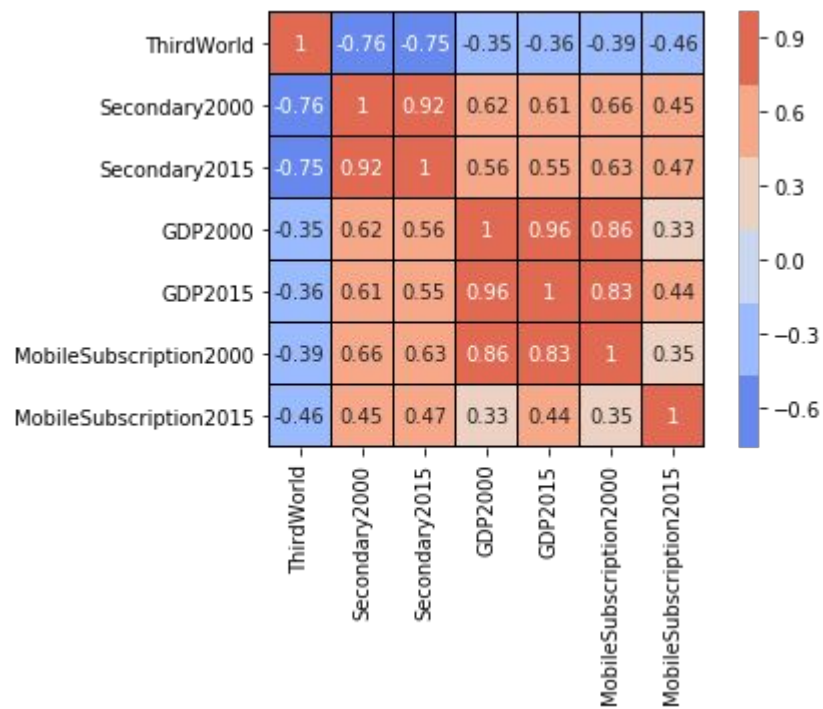 ThirdWorld 1 -0.76 -0.75 -0.35 -0.36 -0.39 -0.46
Secondary2000 -0.76 1 0.92 0.62 0.61 0.66 0.45
Secondary2015 -0.75 0.92 1 0.56 0.55 0.63 0.47
GDP2000 -0.35 0.62 0.56 1 0.96 0.86 0.33
GDP2015 -0.36 0.61 0.55 0.96 1 0.83 0.44
MobileSubscription2000 -0.39 0.66 0.63 0.86 0.83 1 0.35
MobileSubscription2015 -0.46 0.45 0.47 0.33 0.44 0.35 1
ThirdWorld
Secondary2000
Secondary2015
GDP2000
GDP2015
MobileSubscription2000
MobileSubscription2015
0.9
0.6
0.3
0.0
−0.3
−0.6